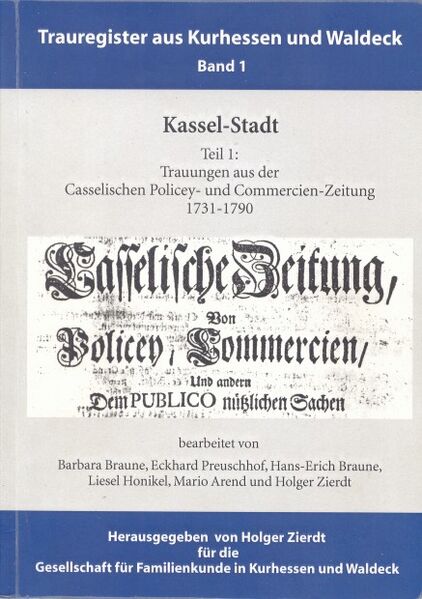 Trauregister aus Kurhessen und Waldeck
Band 1
Kassel-Stadt
Teil 1:
Trauungen aus der
Casselischen Policey- und Commercien-Zeitung
1731-1790
Casselische Zeitung,
Von
Policey, Commercien,
Und andern
Dem PUBLICO nützlichen Sachen
bearbeitet von
Barbara Braune, Eckhard Preuschhof, Hans-Erich Braune,
Liesel Honikel, Mario Arend und Holger Zierdt
Herausgegeben von Holger Zierdt
für die
Gesellschaft für Familienkunde in Kurhessen und Waldeck